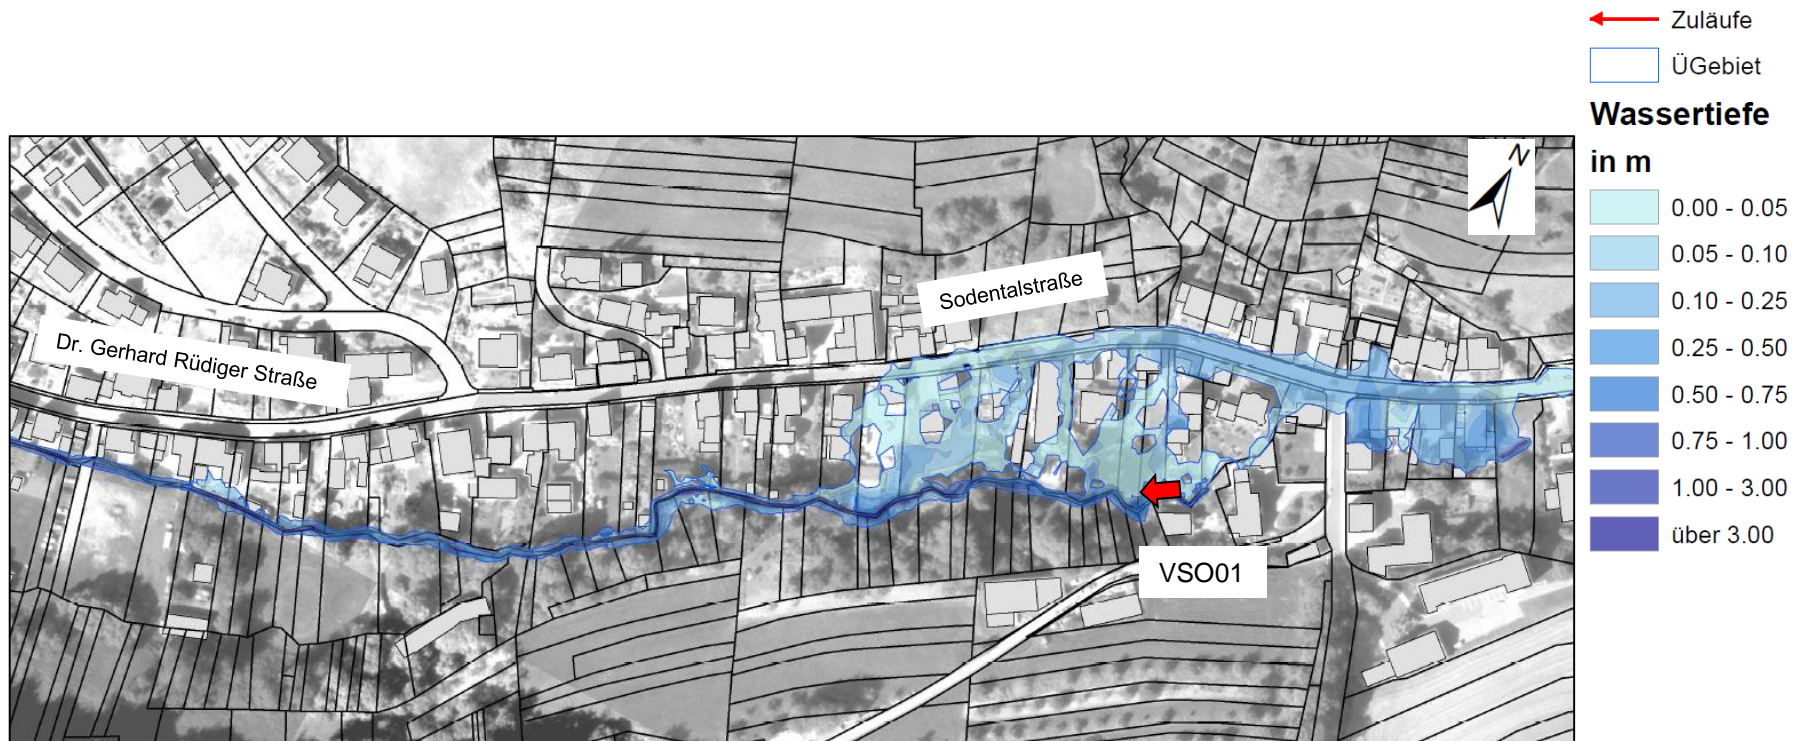 Zuläufe
ÜGebiet
Wassertiefe
in m
0.00 - 0.05
0.05 - 0.10
0.10 - 0.25
0.25 - 0.50
0.50 - 0.75
0.75 - 1.00
1.00 - 3.00
über 3.00
N
Sodentalstraße
Dr. Gerhard Rüdiger Straße
VSO01